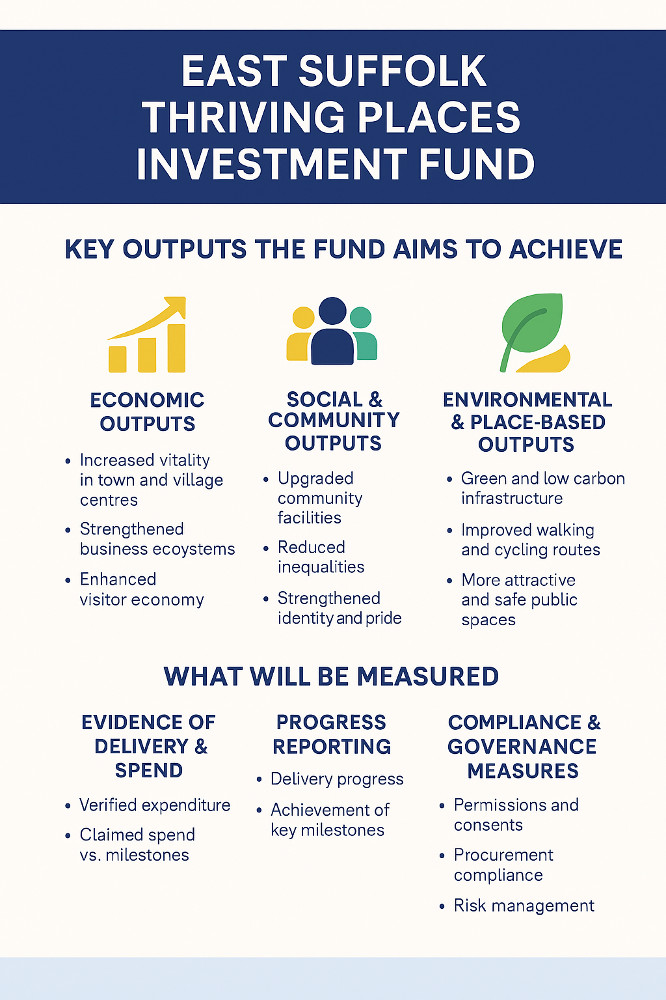 EAST SUFFOLK
THRIVING PLACES
INVESTMENT FUND
KEY OUTPUTS THE FUND AIMS TO ACHIEVE
ECONOMIC
OUTPUTS
• Increased vitality
in town and village
centres
• Strengthened
business ecoystems
• Enhanced
visitor economy
SOCIAL &
COMMUNITY
OUTPUTS
• Upgraded
community
facilities
• Reduced
inequalities
• Strengthened
identity and pride
ENVIRONMENTAL
& PLACE-BASED
OUTPUTS
• Green and low carbon
infrastructure
• Improved walking
and cycling routes
• More attractive
and safe public
spaces
WHAT WILL BE MEASURED
EVIDENCE OF
DELIVERY &
SPEND
• Verified expenditure
• Claimed spend
vs. milestones
PROGRESS
REPORTING
• Delivery progress
• Achievement of
key milestones
COMPLIANCE &
GOVERNANCE
MEASURES
• Permissions and
consents
• Procurement
compliance
• Risk management